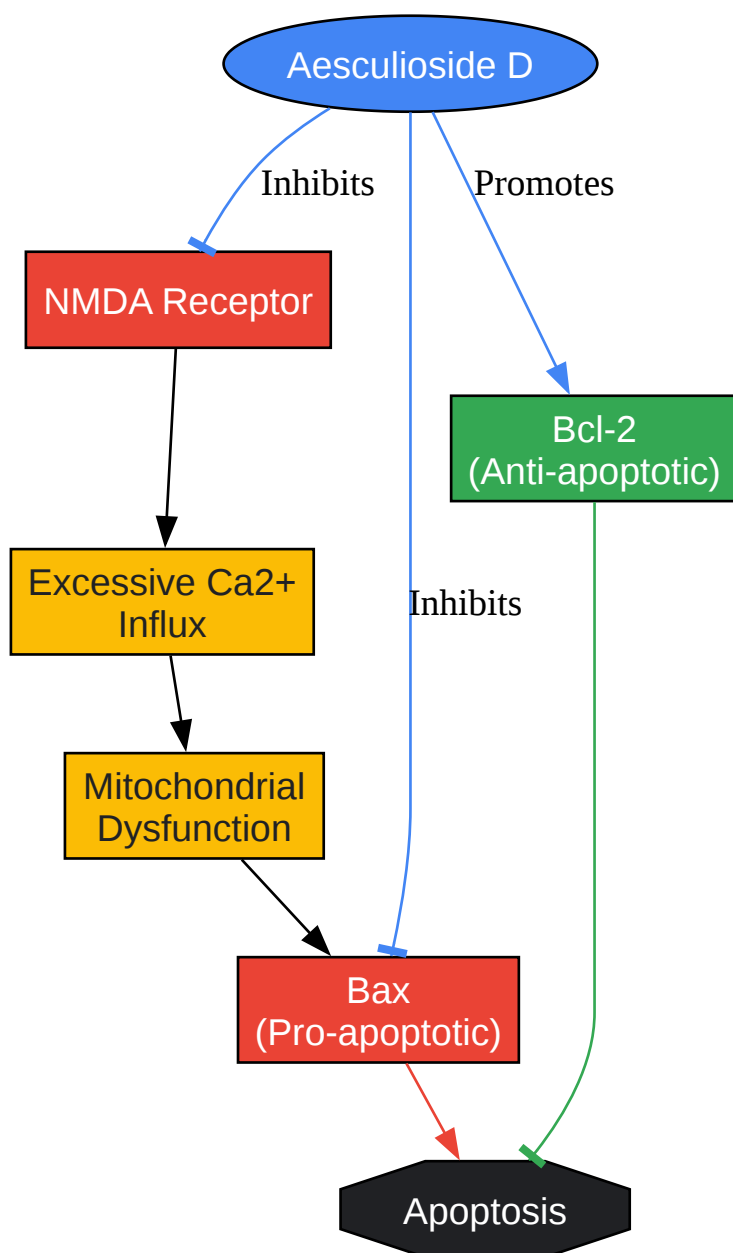 Aesculioside D
Inhibits
Promotes
NMDA Receptor
Bcl-2
(Anti-apoptotic)
Excessive Ca2+
Influx
Inhibits
Mitochondrial
Dysfunction
Bax
(Pro-apoptotic)
Apoptosis